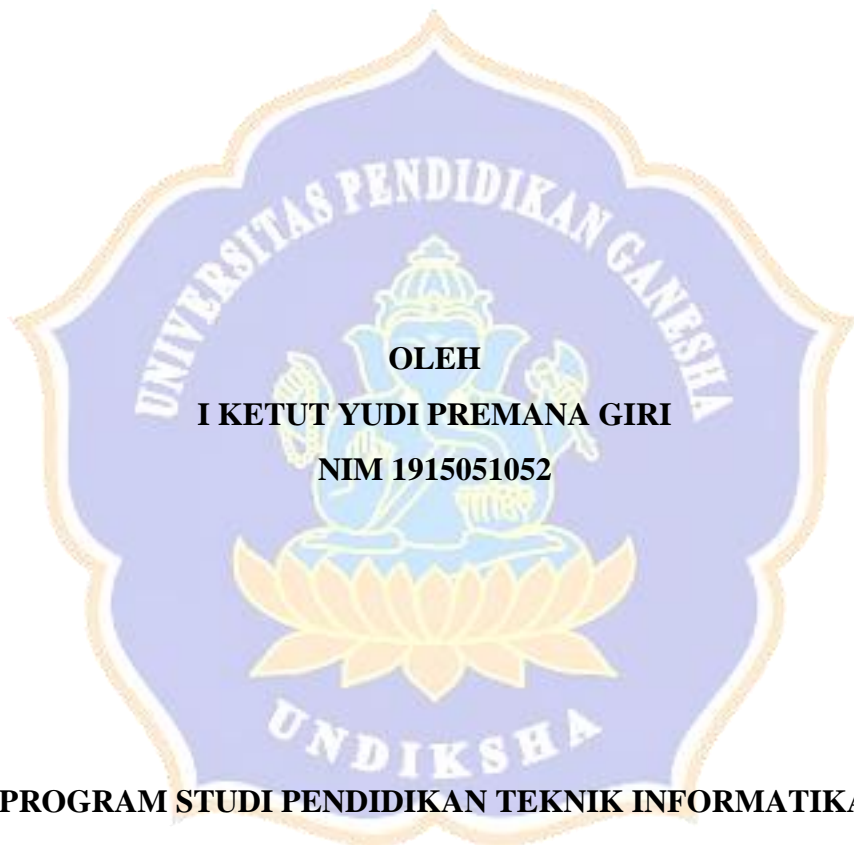 UNIVERSITAS PENDIDIKAN GANESHA
OLEH
I KETUT YUDI PREMANA GIRI
NIM 1915051052
UNDIKSHA
PROGRAM STUDI PENDIDIKAN TEKNIK INFORMATIKA